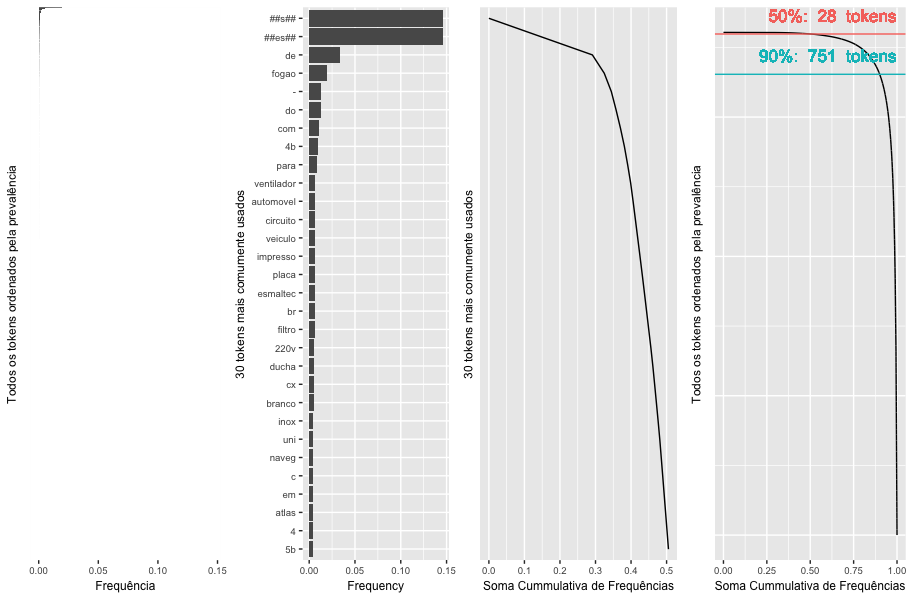 Todos os tokens ordenados pela prevalência
0.00
0.05
0.10
0.15
Frequência
30 tokens mais comumente usados
##s##
##es##
de
fogao
-
do
com
4b
para
ventilador
automovel
circuito
veiculo
impresso
placa
esmaltec
br
filtro
220v
ducha
cx
branco
inox
uni
naveg
c
em
atlas
4
5b
0.00
0.05
0.10
0.15
Frequency
30 tokens mais comumente usados
0.0
0.1
0.2
0.3
0.4
0.5
Soma Cummulativa de Frequências
Todos os tokens ordenados pela prevalência
50%: 28 tokens
90%: 751 tokens
0.00
0.25
0.50
0.75
1.00
Soma Cummulativa de Frequências